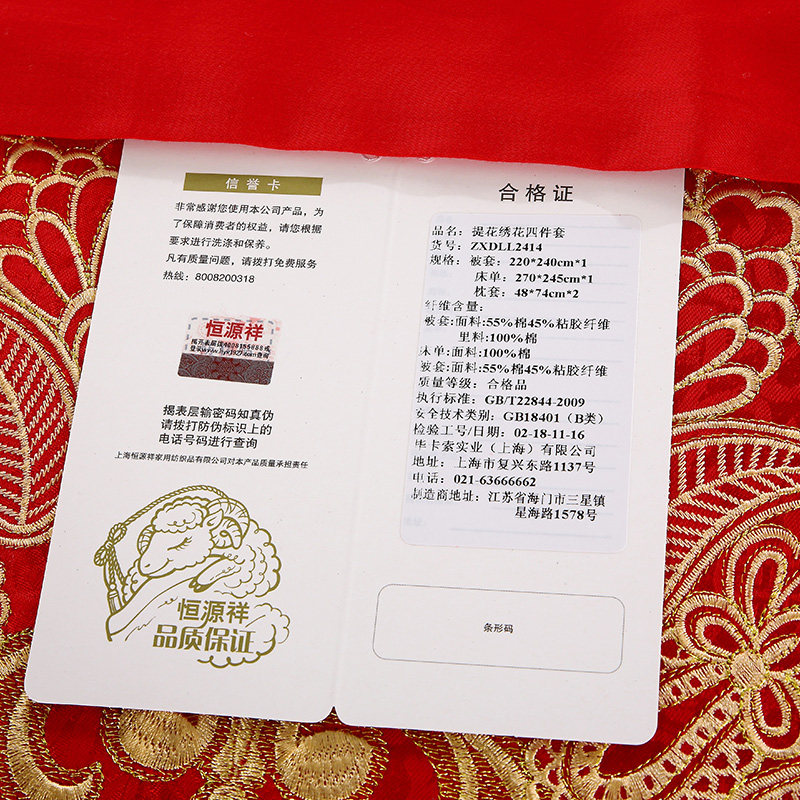 信誉卡
非常感谢您使用本公司产品，为
了保障消费者的权益，请您根据
要求进行洗涤和保养。
凡有质量问题，请拨打免费服务
热线：8008200318
恒源祥
揭表层输密码知真伪
请拨打防伪标识上的
电话号码进行查询
上海恒源祥家用纺织品有限公司对本产品质量承担责任
恒源祥
品质保证
合格证
品名：提花绣花四件套
货号：ZXDLL2414
规格：被套：220*240cm*1
床单：270*245cm*1
枕套：48*74cm*2
纤维含量：
被套:面料:55%棉45%粘胶纤维
里料:100%棉
床单:面料:100%棉
被套:面料:55%棉45%粘胶纤维
质量等级：合格品
执行标准：GB/T22844-2009
安全技术类别：GB18401（B类）
检验工号/日期：02-18-11-16
毕卡索实业（上海）有限公司
地址：上海市复兴东路1137号
电话：021-63666662
制造商地址：江苏省海门市三星镇
星海路1578号
条形码